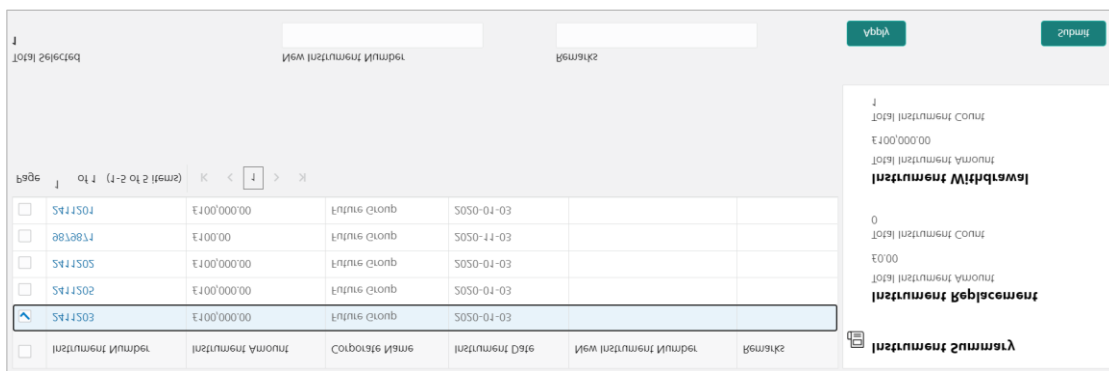 Instrument Summary
Instrument Number Instrument Amount Corporate Name Instrument Date New Instrument Number Remarks
2411203 £100,000.00 Future Group 2020-01-03
2411205 £100,000.00 Future Group 2020-01-03
2411202 £100,000.00 Future Group 2020-01-03
9879871 £100.00 Future Group 2020-11-03
2411201 £100,000.00 Future Group 2020-01-03
Page 1 of 1 (1-5 of 5 items) 1
Instrument Replacement
Total Instrument Amount
£0.00
Total Instrument Count
0
Instrument Withdrawal
Total Instrument Amount
£100,000.00
Total Instrument Count
1
Total Selected New Instrument Number Remarks
1
Apply Submit